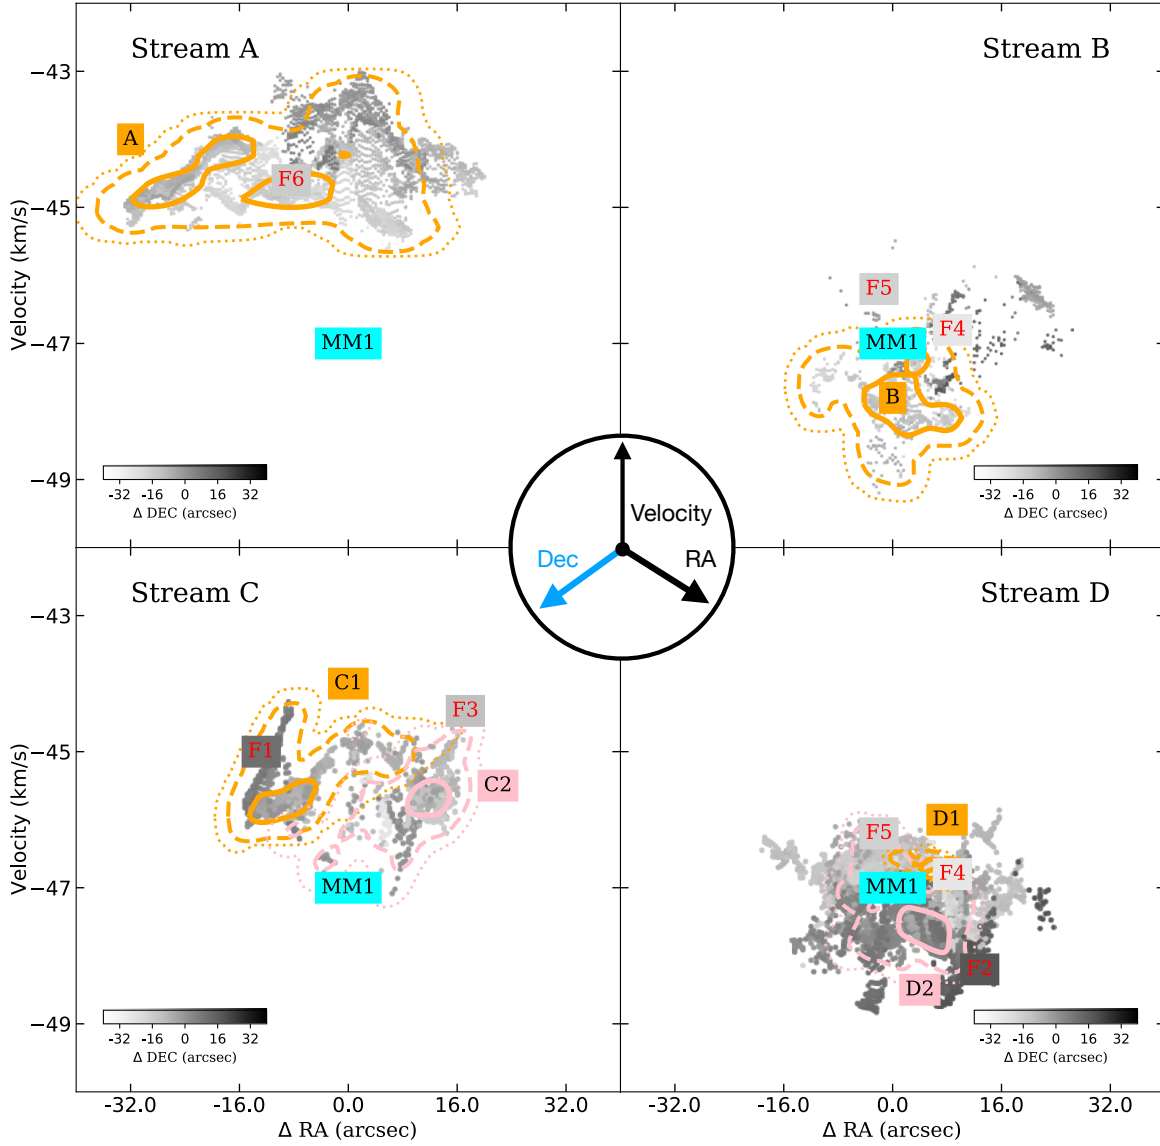 Stream A
Stream B
−43
−45
−47
−49
Velocity (km/s)
A
F6
MM1
F5
F4
MM1
B
-32 -16 0 16 32
Δ DEC (arcsec)
-32 -16 0 16 32
Δ DEC (arcsec)
Velocity
Dec
RA
Stream C
Stream D
−43
−45
−47
−49
Velocity (km/s)
C1
F3
F1
C2
MM1
D1
F5
F4
MM1
F2
D2
-32 -16 0 16 32
Δ DEC (arcsec)
-32 -16 0 16 32
Δ DEC (arcsec)
-32.0 -16.0 0.0 16.0 32.0
Δ RA (arcsec)
-32.0 -16.0 0.0 16.0 32.0
Δ RA (arcsec)